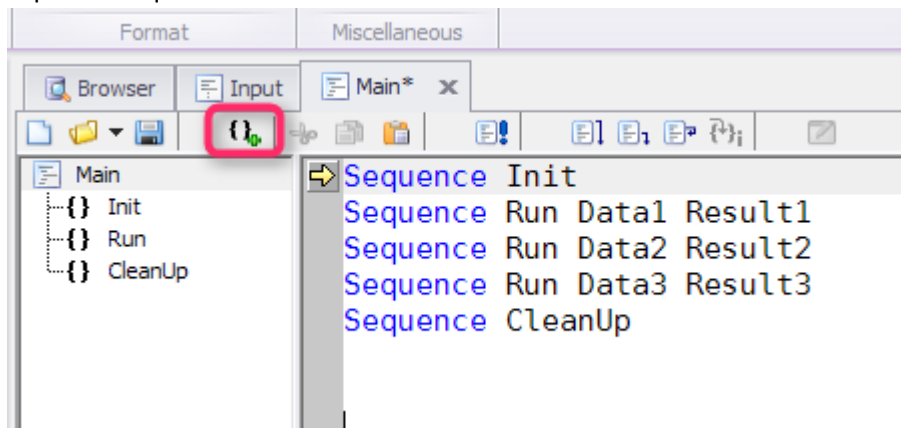 Format Miscellaneous
Browser Input Main*
Main
{} Init
{} Run
{} CleanUp
Sequence Init
Sequence Run Data1 Result1
Sequence Run Data2 Result2
Sequence Run Data3 Result3
Sequence CleanUp